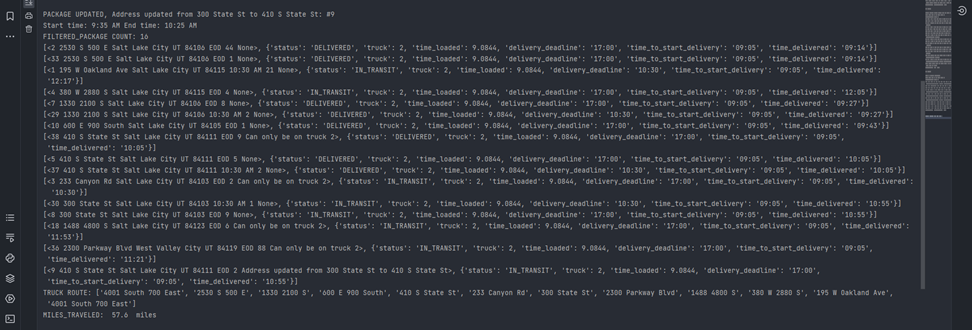 PACKAGE UPDATED, Address updated from 300 State St to 410 S State St: #9
Start time: 9:35 AM End time: 10:25 AM
FILTERED_PACKAGE COUNT: 16
[<2 2530 S 500 E Salt Lake City UT 84106 EOD 44 None>, {'status': 'DELIVERED', 'truck': 2, 'time_loaded': 9.0844, 'delivery_deadline': '17:00', 'time_to_start_delivery': '09:05', 'time_delivered': '09:14'}]
[<33 2530 S 500 E Salt Lake City UT 84106 EOD 1 None>, {'status': 'DELIVERED', 'truck': 2, 'time_loaded': 9.0844, 'delivery_deadline': '17:00', 'time_to_start_delivery': '09:05', 'time_delivered': '09:14'}]
[<1 195 W Oakland Ave Salt Lake City UT 84115 10:30 AM 21 None>, {'status': 'IN_TRANSIT', 'truck': 2, 'time_loaded': 9.0844, 'delivery_deadline': '10:30', 'time_to_start_delivery': '09:05', 'time_delivered':
'12:17'}]
[<4 380 W 2880 S Salt Lake City UT 84115 EOD 4 None>, {'status': 'IN_TRANSIT', 'truck': 2, 'time_loaded': 9.0844, 'delivery_deadline': '17:00', 'time_to_start_delivery': '09:05', 'time_delivered': '12:05'}]
[<7 1330 2100 S Salt Lake City UT 84106 EOD 8 None>, {'status': 'DELIVERED', 'truck': 2, 'time_loaded': 9.0844, 'delivery_deadline': '17:00', 'time_to_start_delivery': '09:05', 'time_delivered': '09:27'}]
[<29 1330 2100 S Salt Lake City UT 84106 10:30 AM 2 None>, {'status': 'DELIVERED', 'truck': 2, 'time_loaded': 9.0844, 'delivery_deadline': '10:30', 'time_to_start_delivery': '09:05', 'time_delivered': '09:27'}]
[<10 600 E 900 South Salt Lake City UT 84105 EOD 1 None>, {'status': 'DELIVERED', 'truck': 2, 'time_loaded': 9.0844, 'delivery_deadline': '17:00', 'time_to_start_delivery': '09:05', 'time_delivered': '09:43'}]
[<38 410 S State St Salt Lake City UT 84111 EOD 9 Can only be on truck 2>, {'status': 'DELIVERED', 'truck': 2, 'time_loaded': 9.0844, 'delivery_deadline': '17:00', 'time_to_start_delivery': '09:05',
'time_delivered': '10:05'}]
[<5 410 S State St Salt Lake City UT 84111 EOD 5 None>, {'status': 'DELIVERED', 'truck': 2, 'time_loaded': 9.0844, 'delivery_deadline': '17:00', 'time_to_start_delivery': '09:05', 'time_delivered': '10:05'}]
[<37 410 S State St Salt Lake City UT 84111 10:30 AM 2 None>, {'status': 'DELIVERED', 'truck': 2, 'time_loaded': 9.0844, 'delivery_deadline': '10:30', 'time_to_start_delivery': '09:05', 'time_delivered': '10:05'}]
[<3 233 Canyon Rd Salt Lake City UT 84103 EOD 2 Can only be on truck 2>, {'status': 'IN_TRANSIT', 'truck': 2, 'time_loaded': 9.0844, 'delivery_deadline': '17:00', 'time_to_start_delivery': '09:05', 'time_delivered':
'10:30'}]
[<30 300 State St Salt Lake City UT 84103 10:30 AM 1 None>, {'status': 'IN_TRANSIT', 'truck': 2, 'time_loaded': 9.0844, 'delivery_deadline': '10:30', 'time_to_start_delivery': '09:05', 'time_delivered': '10:55'}]
[<8 300 State St Salt Lake City UT 84103 EOD 9 None>, {'status': 'IN_TRANSIT', 'truck': 2, 'time_loaded': 9.0844, 'delivery_deadline': '17:00', 'time_to_start_delivery': '09:05', 'time_delivered': '10:55'}]
[<18 1488 4800 S Salt Lake City UT 84123 EOD 6 Can only be on truck 2>, {'status': 'IN_TRANSIT', 'truck': 2, 'time_loaded': 9.0844, 'delivery_deadline': '17:00', 'time_to_start_delivery': '09:05', 'time_delivered':
'11:53'}]
[<36 2300 Parkway Blvd West Valley City UT 84119 EOD 88 Can only be on truck 2>, {'status': 'IN_TRANSIT', 'truck': 2, 'time_loaded': 9.0844, 'delivery_deadline': '17:00', 'time_to_start_delivery': '09:05',
'time_delivered': '11:21'}]
[<9 410 S State St Salt Lake City UT 84111 EOD 2 Address updated from 300 State St to 410 S State St>, {'status': 'IN_TRANSIT', 'truck': 2, 'time_loaded': 9.0844, 'delivery_deadline': '17:00',
'time_to_start_delivery': '09:05', 'time_delivered': '10:55'}]
TRUCK ROUTE: ['4001 South 700 East', '2530 S 500 E', '1330 2100 S', '600 E 900 South', '410 S State St', '233 Canyon Rd', '300 State St', '2300 Parkway Blvd', '1488 4800 S', '380 W 2880 S', '195 W Oakland Ave',
'4001 South 700 East']
MILES_TRAVELED: 57.6 miles